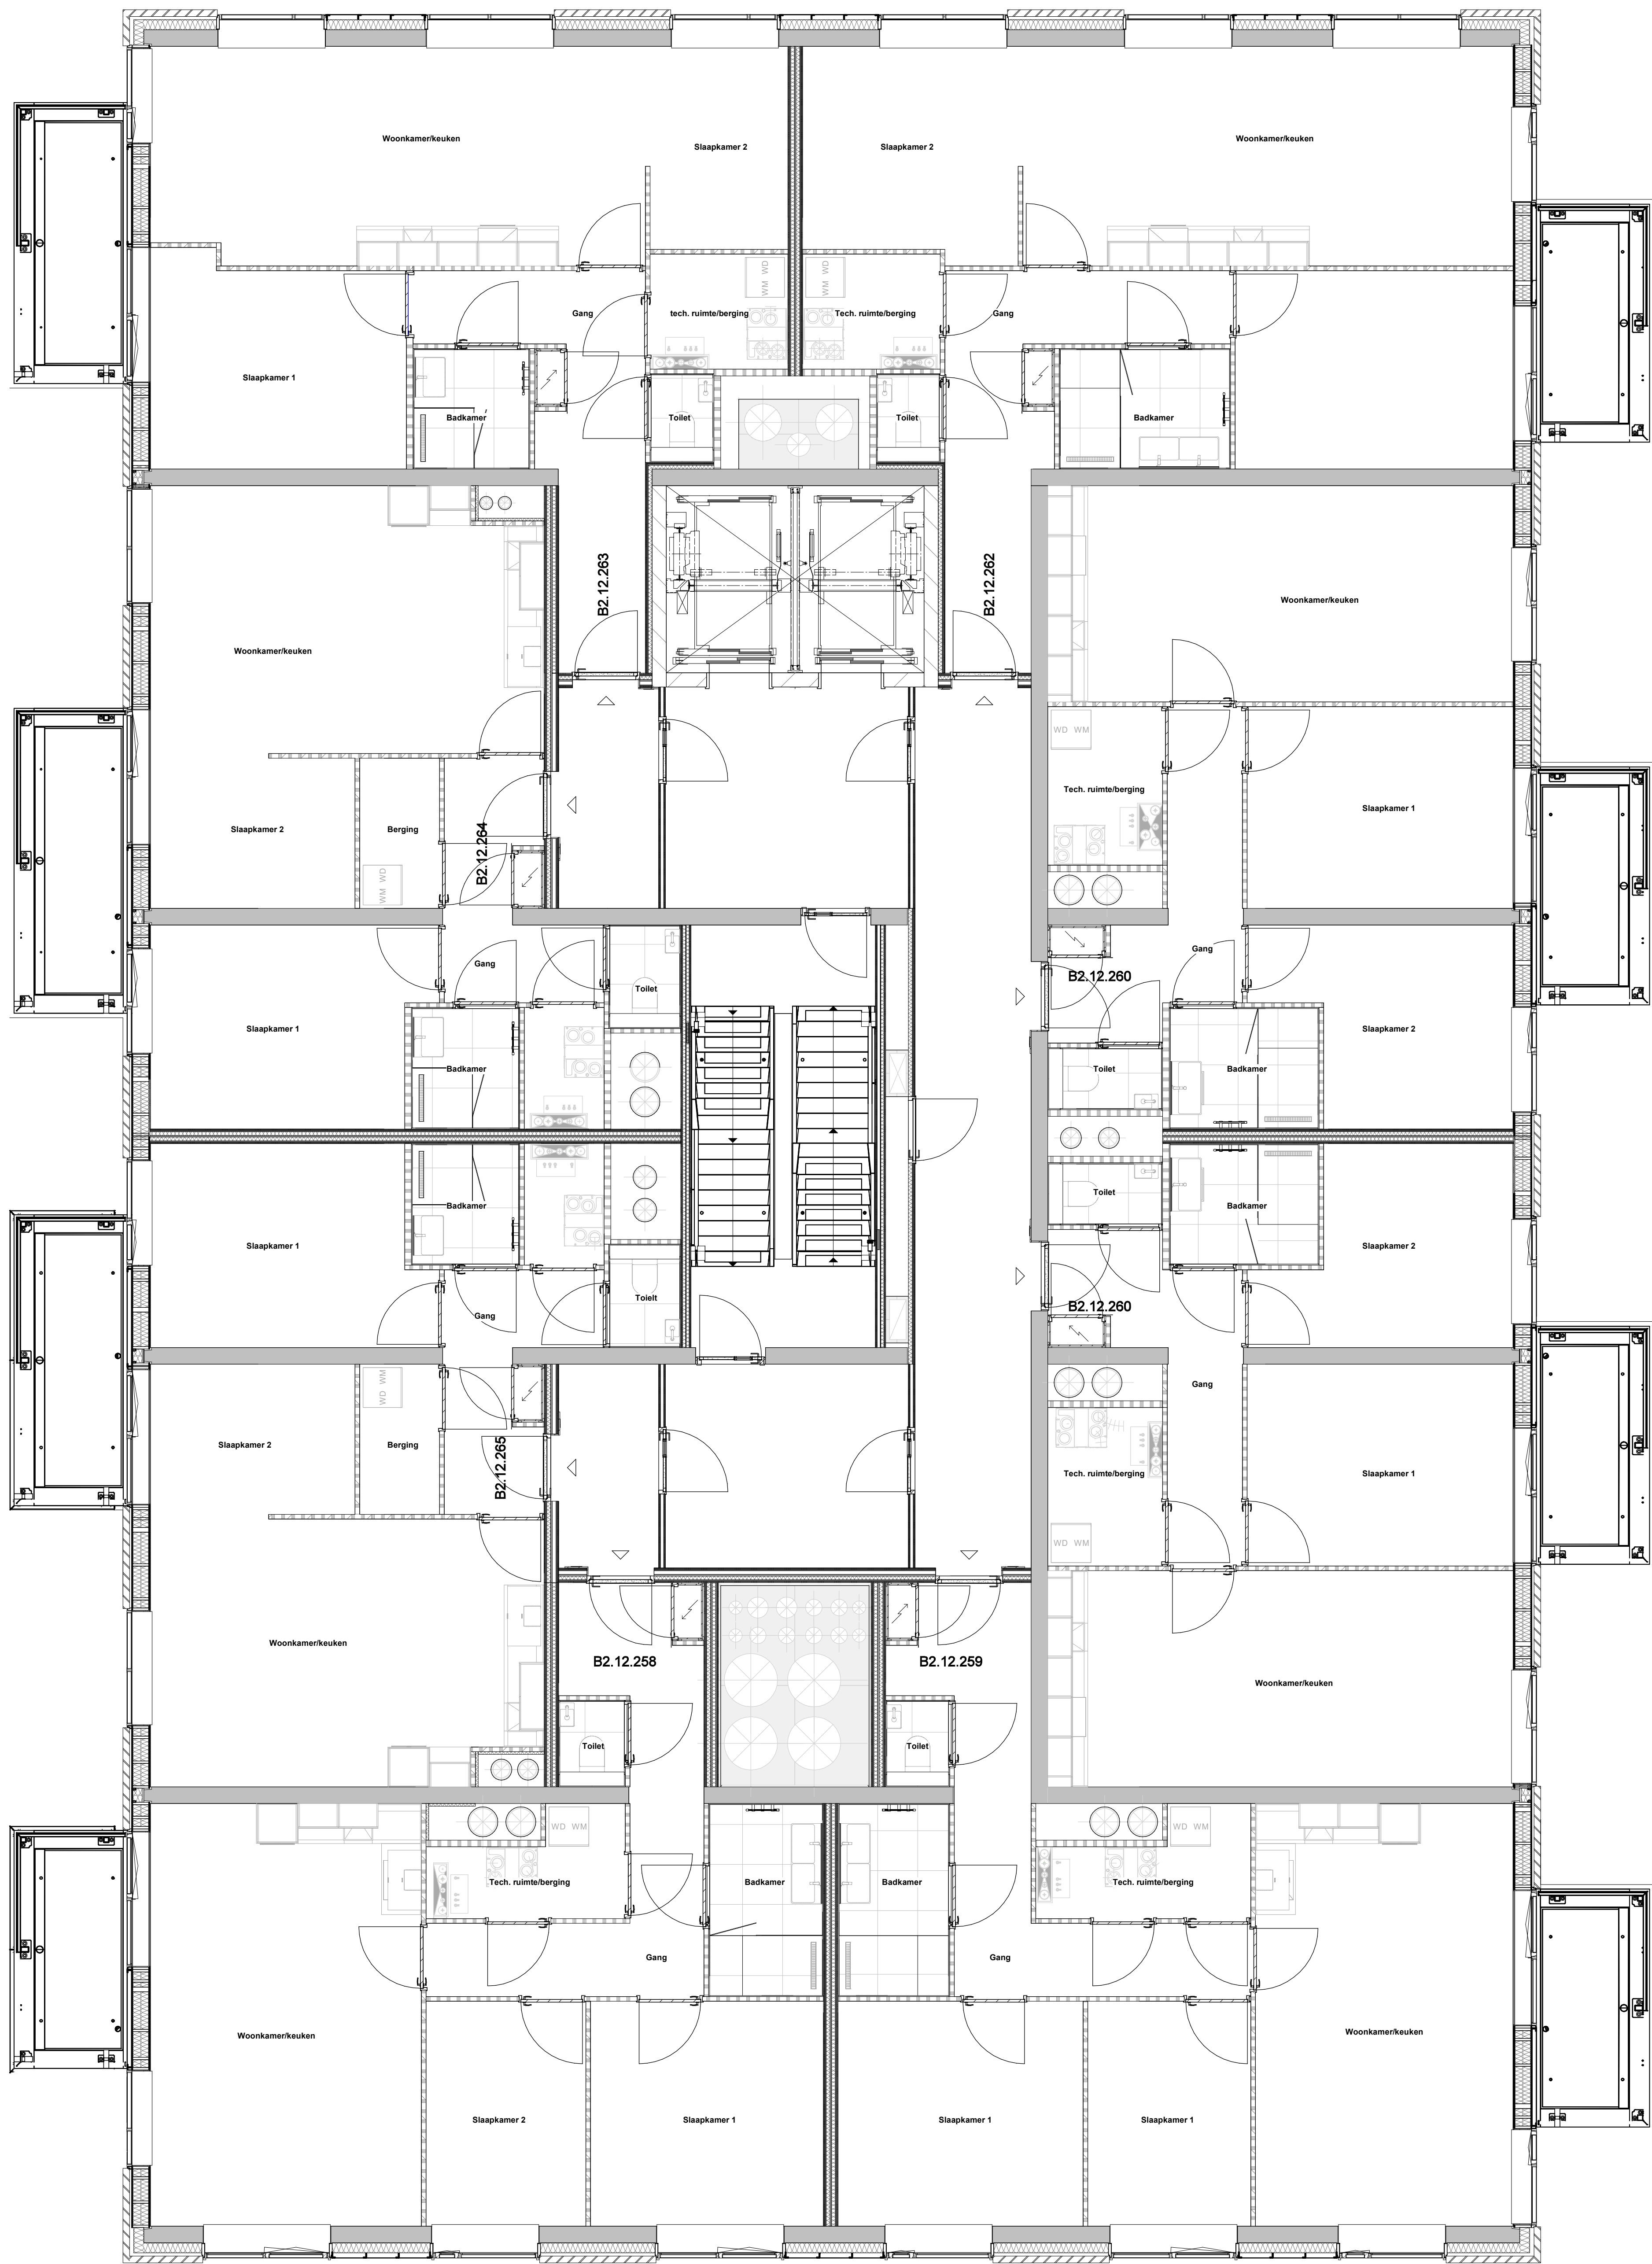 Woonkamer/keuken
Slaapkamer 2
Slaapkamer 2
Woonkamer/keuken
WM WD
WM WD
Gang
tech. ruimte/berging
Tech. ruimte/berging
Gang
Slaapkamer 1
Badkamer
Toilet
Toilet
Badkamer
B2.12.263
B2.12.262
Woonkamer/keuken
Woonkamer/keuken
WD WM
Tech. ruimte/berging
Slaapkamer 1
Slaapkamer 2
Berging
B2.12.264
WM WD
Gang
Gang
B2.12.260
Toilet
Slaapkamer 1
Slaapkamer 2
Badkamer
Toilet
Badkamer
Toilet
Badkamer
Badkamer
Slaapkamer 1
Slaapkamer 2
Toielt
B2.12.260
Gang
Gang
WD WM
Slaapkamer 2
Berging
B2.12.265
Tech. ruimte/berging
Slaapkamer 1
WD WM
Woonkamer/keuken
B2.12.258
B2.12.259
Woonkamer/keuken
Toilet
Toilet
WD WM
WD WM
Tech. ruimte/berging
Badkamer
Badkamer
Tech. ruimte/berging
Gang
Gang
Woonkamer/keuken
Woonkamer/keuken
Slaapkamer 2
Slaapkamer 1
Slaapkamer 1
Slaapkamer 1